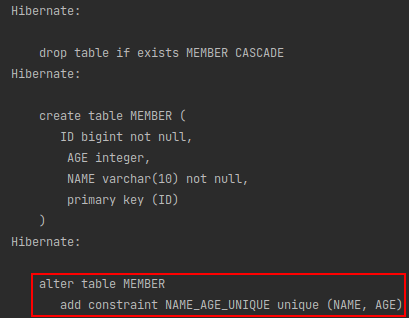 Hibernate:
drop table if exists MEMBER CASCADE
Hibernate:
create table MEMBER (
ID bigint not null,
AGE integer,
NAME varchar(10) not null,
primary key (ID)
)
Hibernate:
alter table MEMBER
add constraint NAME_AGE_UNIQUE unique (NAME, AGE)